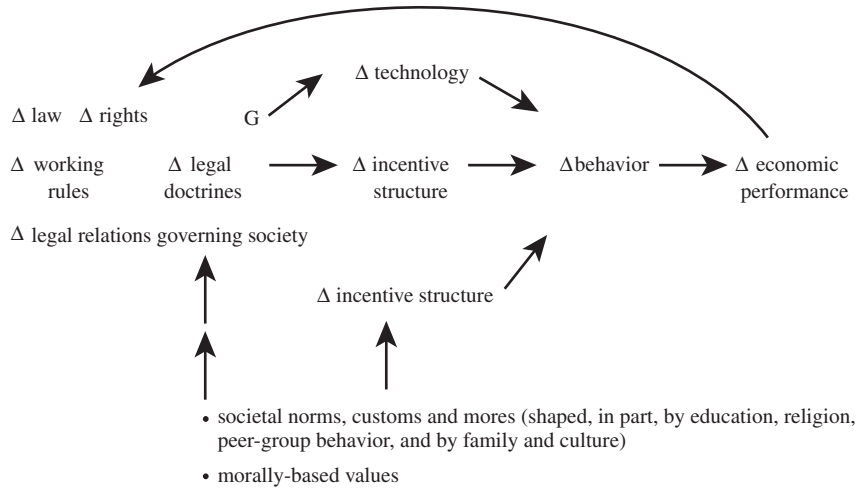 Δ technology
Δ law Δ rights
G
Δ working rules
Δ legal doctrines
Δ incentive structure
Δbehavior
Δ economic performance
Δ legal relations governing society
Δ incentive structure
• societal norms, customs and mores (shaped, in part, by education, religion,
peer-group behavior, and by family and culture)
• morally-based values